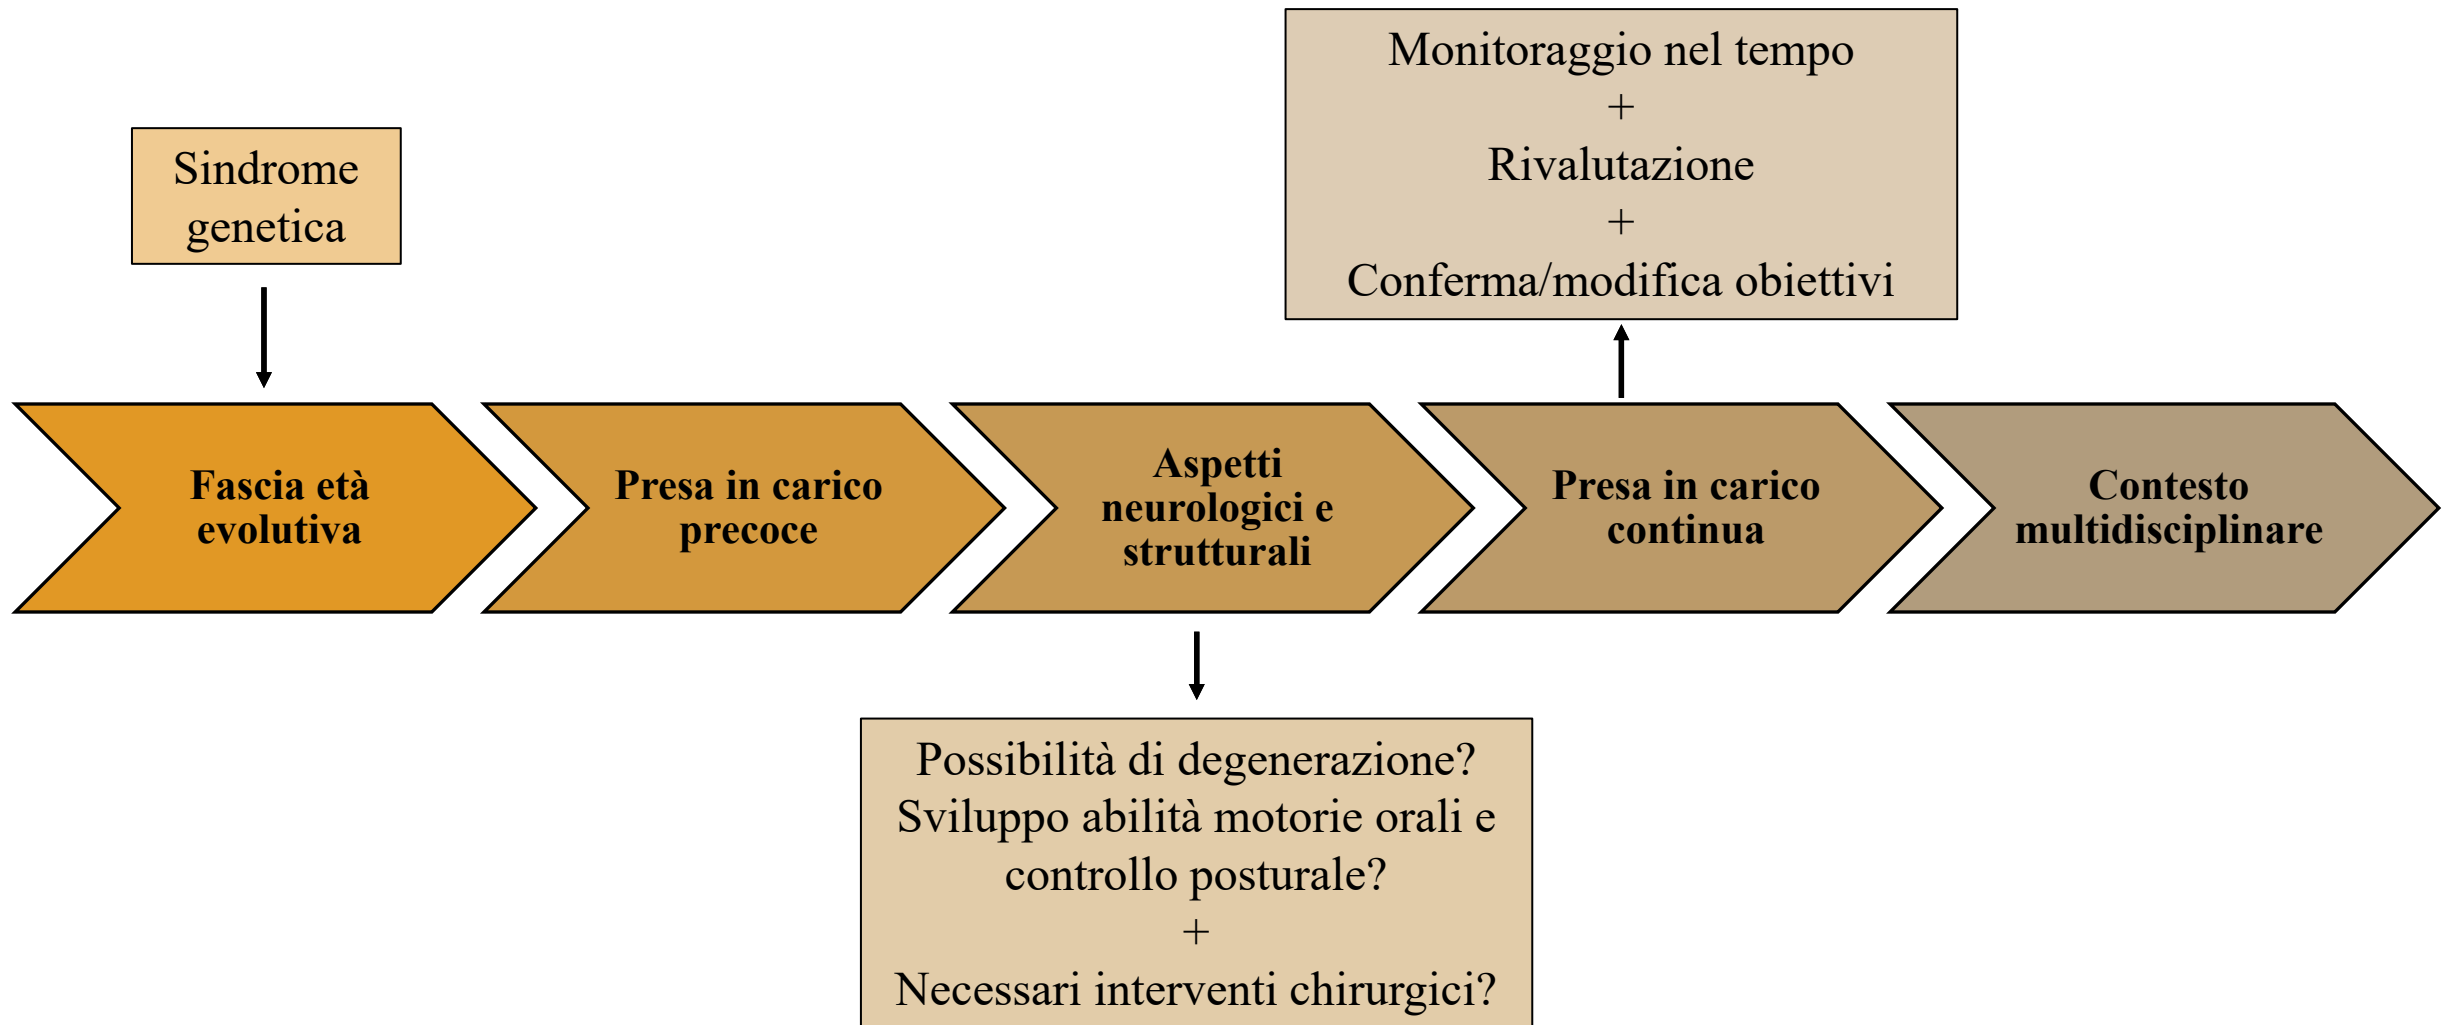 Sindrome
genetica
Monitoraggio nel tempo
+
Rivalutazione
+
Conferma/modifica obiettivi
Fascia età
evolutiva
Presa in carico
precoce
Aspetti
neurologici e
strutturali
Presa in carico
continua
Contesto
multidisciplinare
Possibilità di degenerazione?
Sviluppo abilità motorie orali e
controllo posturale?
+
Necessari interventi chirurgici?